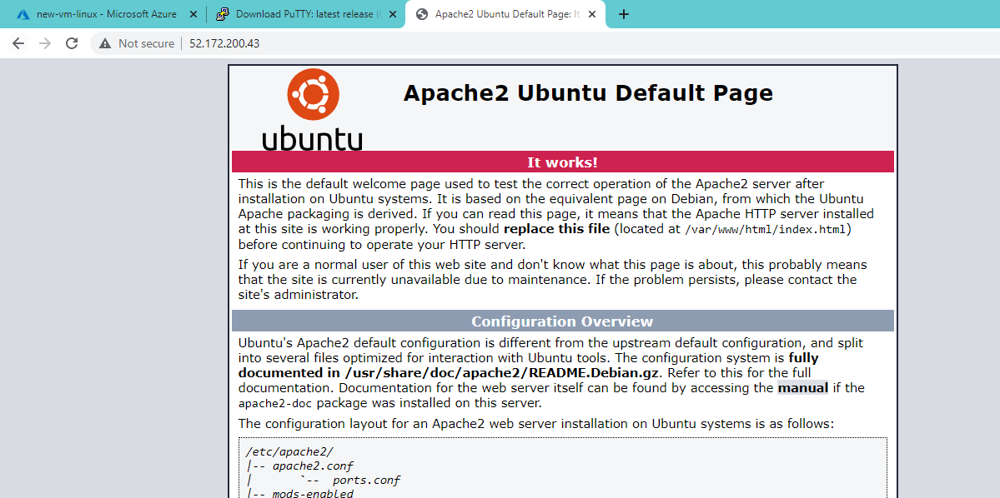 new-vm-linux - Microsoft Azure
Download PuTTY: latest release (
Apache2 Ubuntu Default Page: It
Not secure
52.172.200.43
Apache2 Ubuntu Default Page
ubuntu
It works!
This is the default welcome page used to test the correct operation of the Apache2 server after
installation on Ubuntu systems. It is based on the equivalent page on Debian, from which the Ubuntu
Apache packaging is derived. If you can read this page, it means that the Apache HTTP server installed
at this site is working properly. You should replace this file (located at /var/www/html/index.html)
before continuing to operate your HTTP server.
If you are a normal user of this web site and don't know what this page is about, this probably means
that the site is currently unavailable due to maintenance. If the problem persists, please contact the
site's administrator.
Configuration Overview
Ubuntu's Apache2 default configuration is different from the upstream default configuration, and split
into several files optimized for interaction with Ubuntu tools. The configuration system is fully
documented in /usr/share/doc/apache2/README.Debian.gz. Refer to this for the full
documentation. Documentation for the web server itself can be found by accessing the manual if the
apache2-doc package was installed on this server.
The configuration layout for an Apache2 web server installation on Ubuntu systems is as follows:
/etc/apache2/
|-- apache2.conf
|       `--  ports.conf
|-- mods-enabled